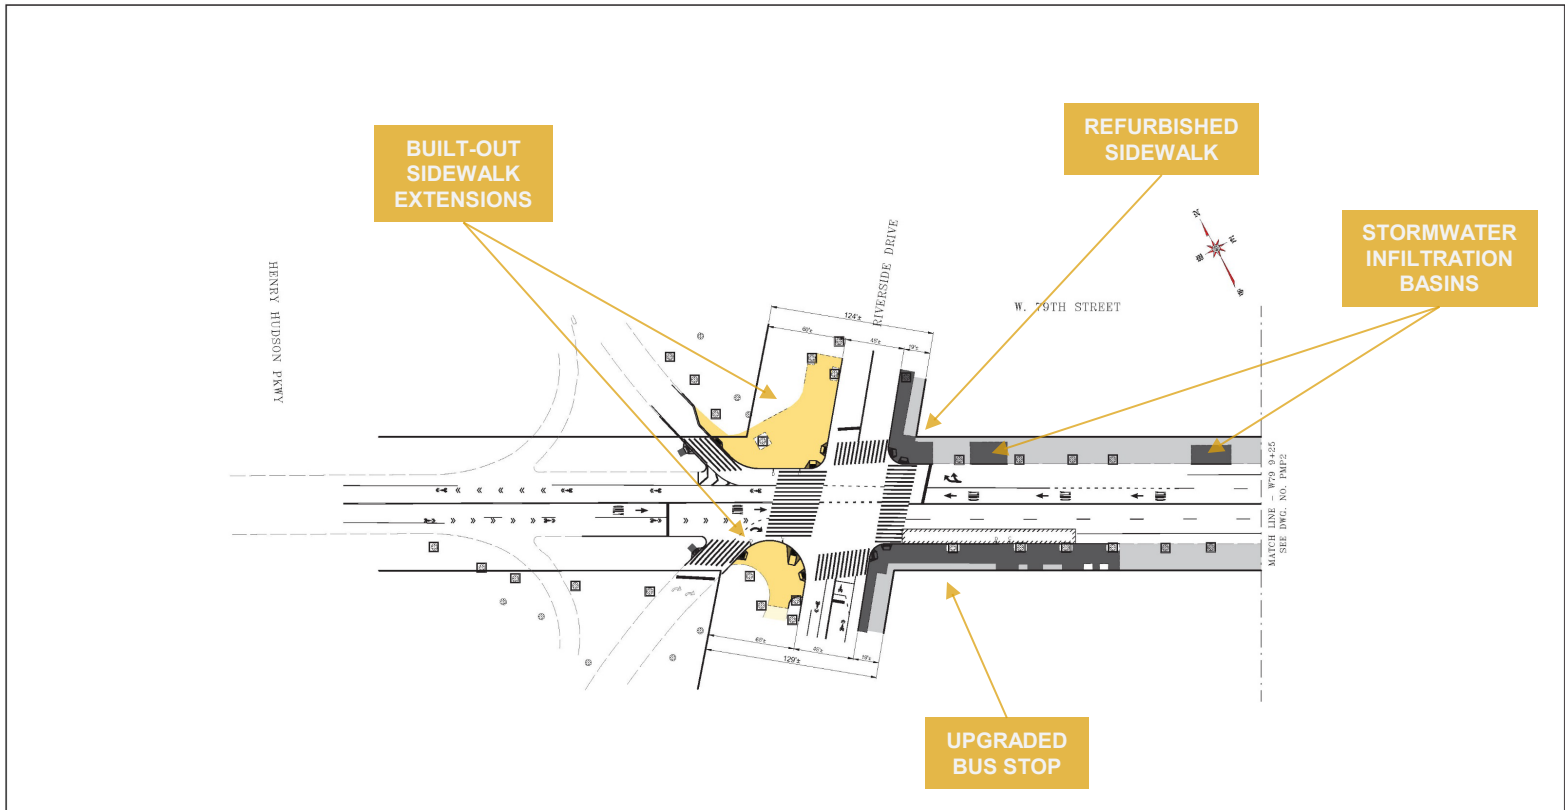 BUILT-OUT
SIDEWALK
EXTENSIONS
REFURBISHED
SIDEWALK
STORMWATER
INFILTRATION
BASINS
HENRY HUDSON PKWY
RIVERSIDE DRIVE
W. 79TH STREET
124'±
MATCH LINE - W79 9+25
SEE DWG. NO. PMP2
129'±
UPGRADED
BUS STOP